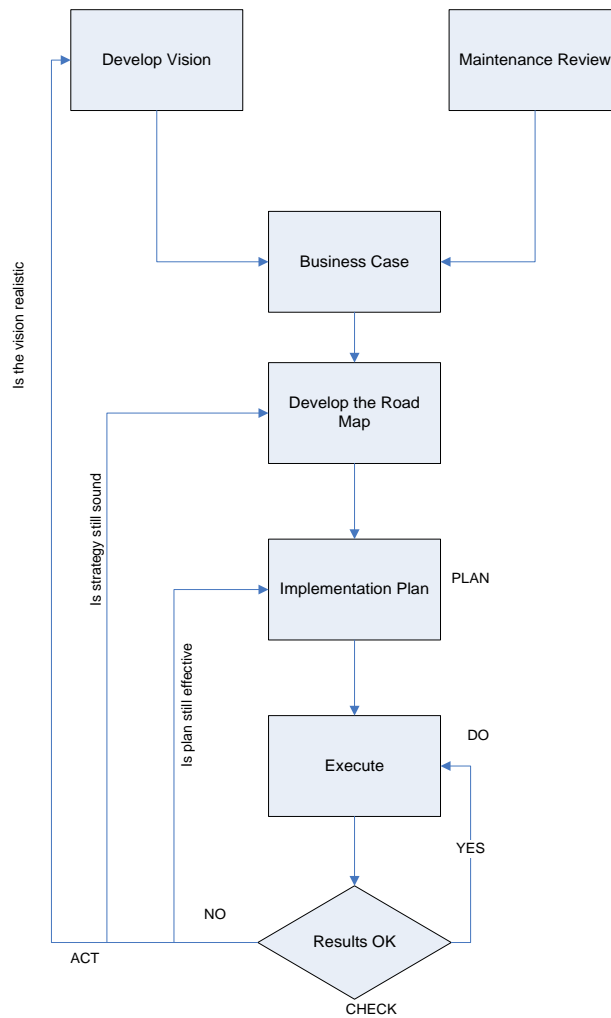 Develop Vision
Maintenance Review
Business Case
Is the vision realistic
Develop the Road
Map
Is strategy still sound
Implementation Plan
PLAN
Is plan still effective
DO
Execute
YES
NO
Results OK
ACT
CHECK